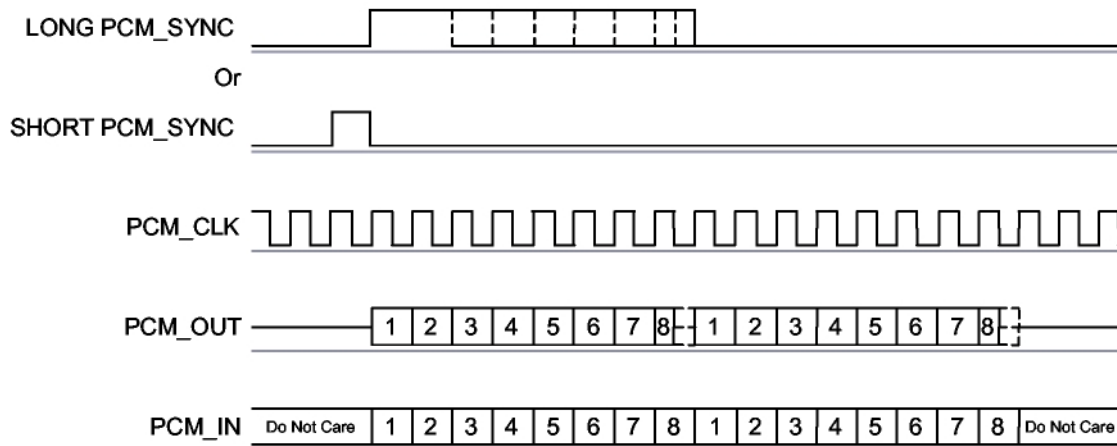 LONG PCM_SYNC
Or
SHORT PCM_SYNC
PCM_CLK
PCM_OUT 1 2 3 4 5 6 7 8 1 2 3 4 5 6 7 8
PCM_IN Do Not Care 1 2 3 4 5 6 7 8 1 2 3 4 5 6 7 8 Do Not Care